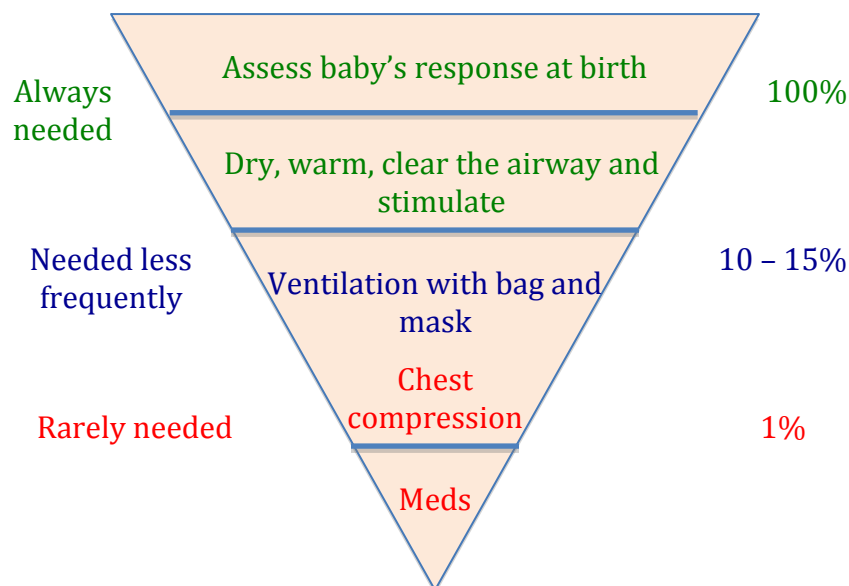 Assess baby’s response at birth
Always
needed
100%
Dry, warm, clear the airway and
stimulate
Needed less
frequently
10 – 15%
Ventilation with bag and
mask
Chest
compression
Rarely needed
1%
Meds